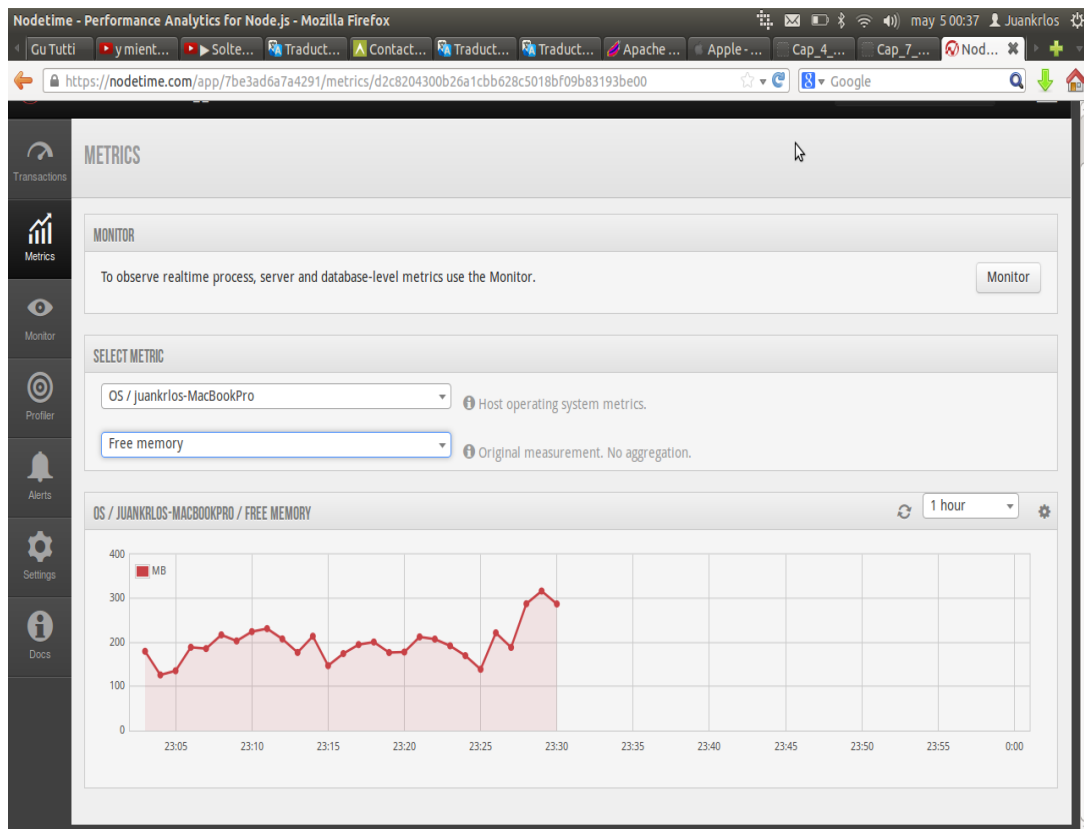 Nodetime - Performance Analytics for Node.js - Mozilla Firefox may 5 00:37 Juankrlos
Gu Tutti y mient... Solte... Traduct... Contact... Traduct... Traduct... Apache ... Apple - ... Cap_4_... Cap_7_... Nod...
https://nodetime.com/app/7be3ad6a7a4291/metrics/d2c8204300b26a1cbb628c5018bf09b83193be00 Google
Transactions
METRICS
Metrics
MONITOR
To observe realtime process, server and database-level metrics use the Monitor. Monitor
Monitor
SELECT METRIC
OS / juankrlos-MacBookPro Host operating system metrics.
Profiler
Free memory Original measurement. No aggregation.
Alerts
OS / JUANKRLOS-MACBOOKPRO / FREE MEMORY 1 hour
Settings
Docs
MB
400
300
200
100
0
23:05 23:10 23:15 23:20 23:25 23:30 23:35 23:40 23:45 23:50 23:55 0:00